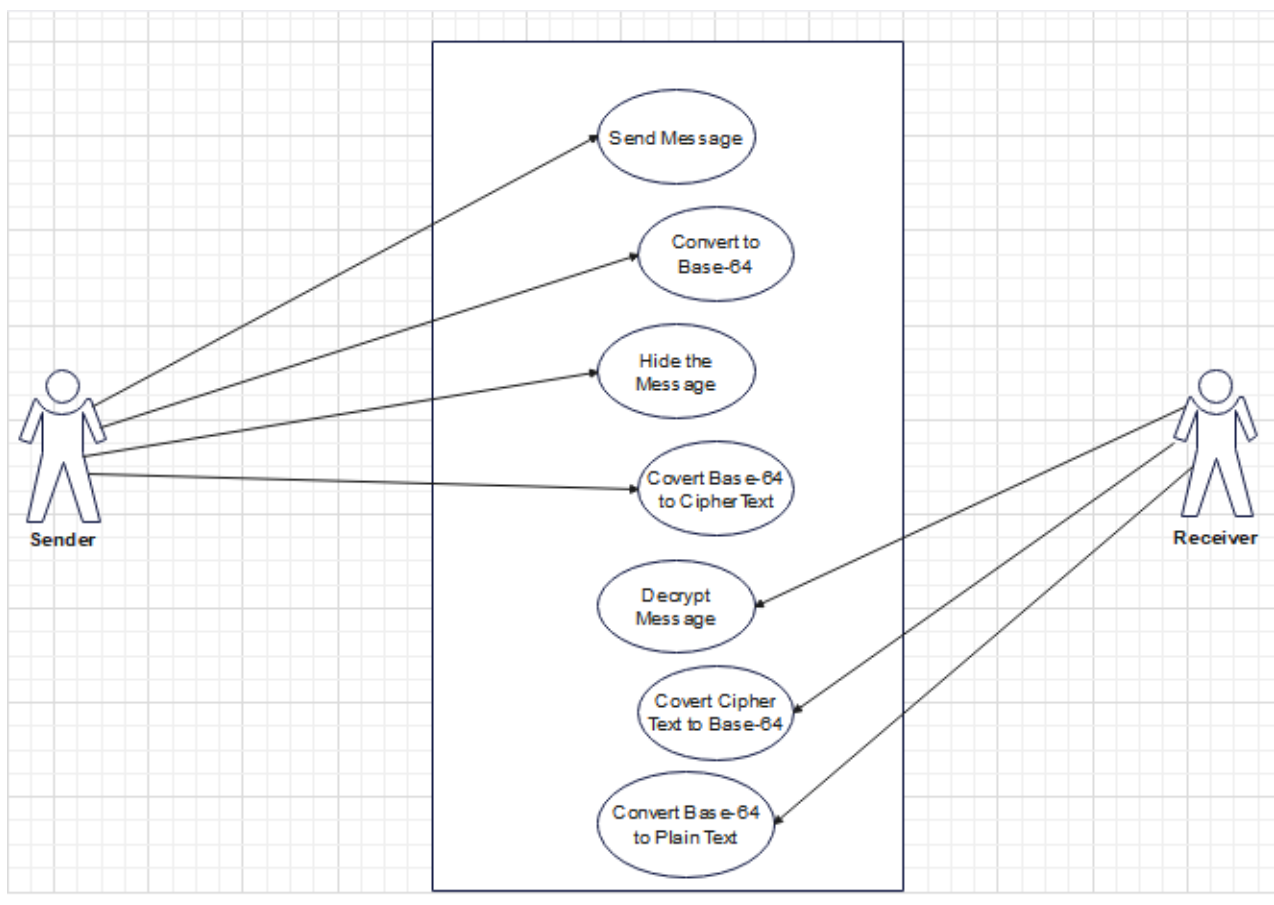 Send Message
Convert to
Base-64
Hide the
Message
Covert Base-64
to Cipher Text
Sender
Receiver
Decrypt
Message
Covert Cipher
Text to Base-64
Convert Base-64
to Plain Text